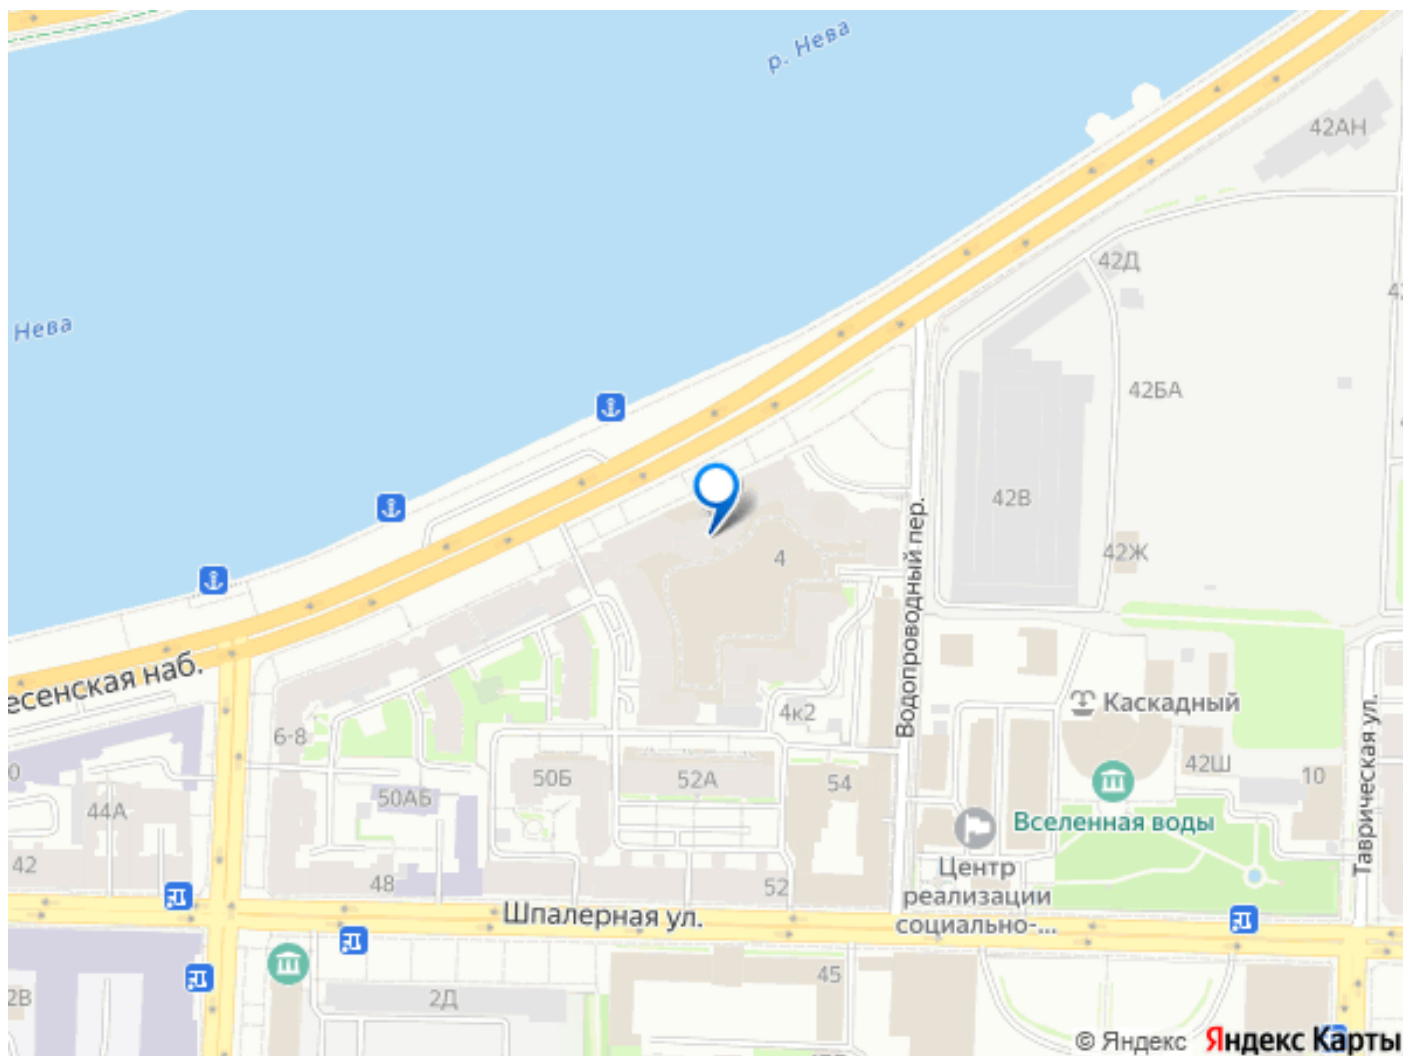 р. Нева
42АН
42Д
Нева
42БА
42В
4
42Ж
Водопроводный пер.
есенская наб.
4к2
Каскадный
6-8
50Б
52А
54
42Ш
10
50АБ
44А
Вселенная воды
Таврическая ул.
42
48
52
Центр
реализации
социально-...
Шпалерная ул.
45
2Д
2В
© Яндекс Яндекс Карты